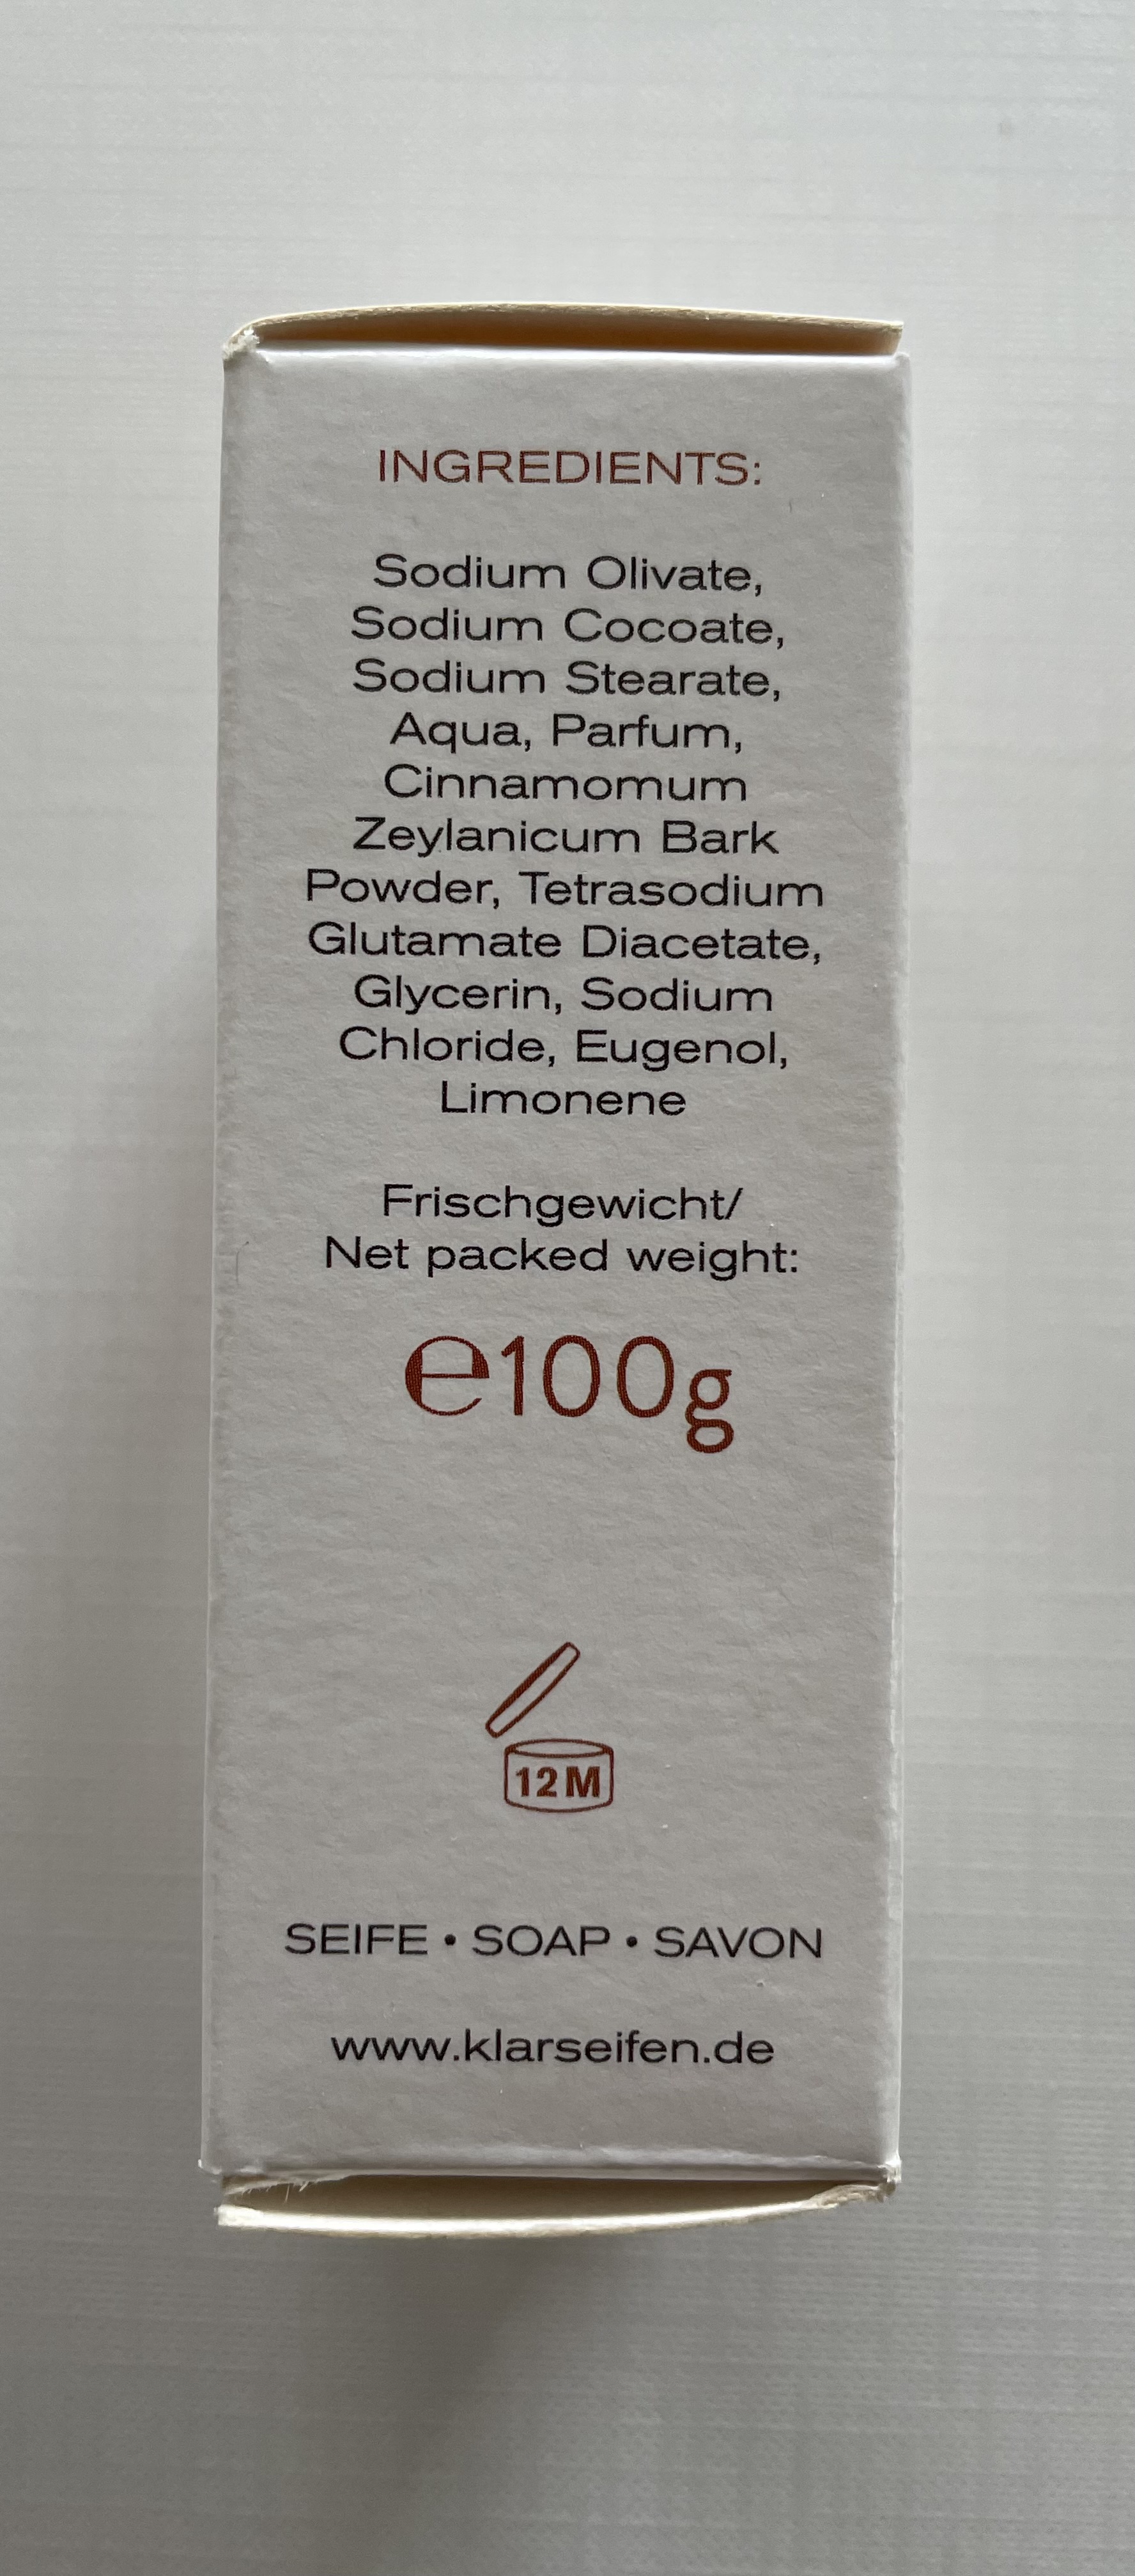 INGREDIENTS:
Sodium Olivate,
Sodium Cocoate,
Sodium Stearate,
Aqua, Parfum,
Cinnamomum
Zeylanicum Bark
Powder, Tetrasodium
Glutamate Diacetate,
Glycerin, Sodium
Chloride, Eugenol,
Limonene
Frischgewicht/
Net packed weight:
℮100g
12M
SEIFE • SOAP • SAVON
www.klarseifen.de